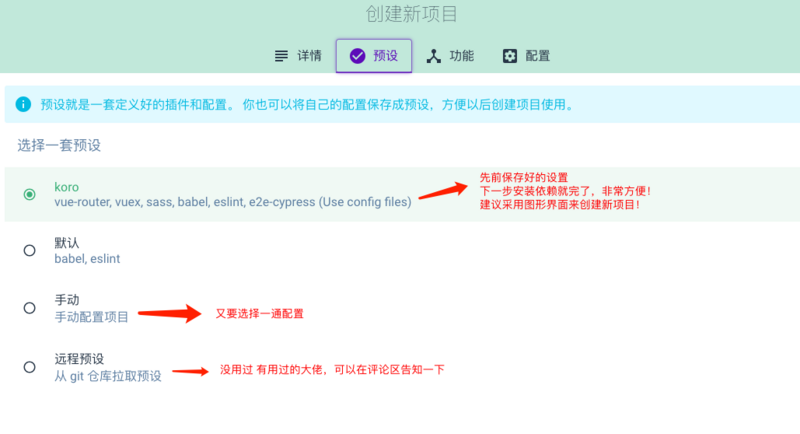 创建新项目
详情 预设 功能 配置
预设就是一套定义好的插件和配置。 你也可以将自己的配置保存成预设，方便以后创建项目使用。
选择一套预设
koro
vue-router, vuex, sass, babel, eslint, e2e-cypress (Use config files)
先前保存好的设置
下一步安装依赖就完了，非常方便！
建议采用图形界面来创建新项目！
默认
babel, eslint
手动
手动配置项目
又要选择一通配置
远程预设
从 git 仓库拉取预设
没用过 有用过的大佬，可以在评论区告知一下